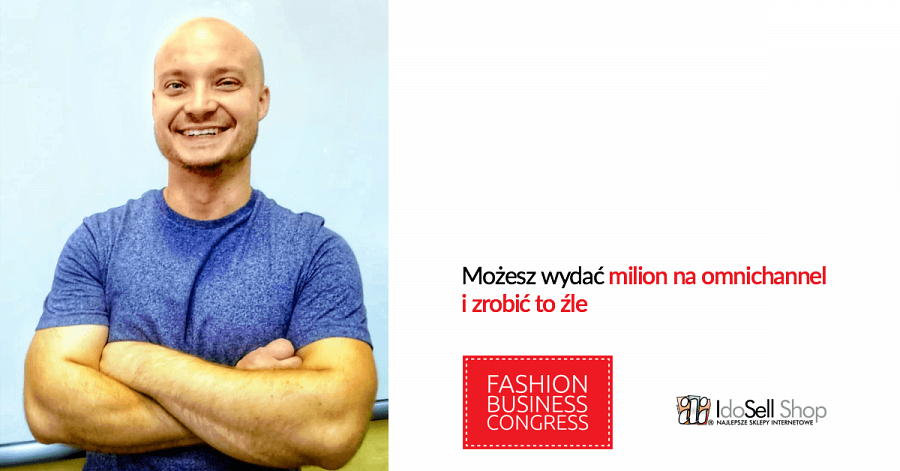 Możesz wydać milion na omnichannel
i zrobić to źle
FASHION
BUSINESS
CONGRESS
IdoSell Shop
® NAJLEPSZE SKLEPY INTERNETOWE